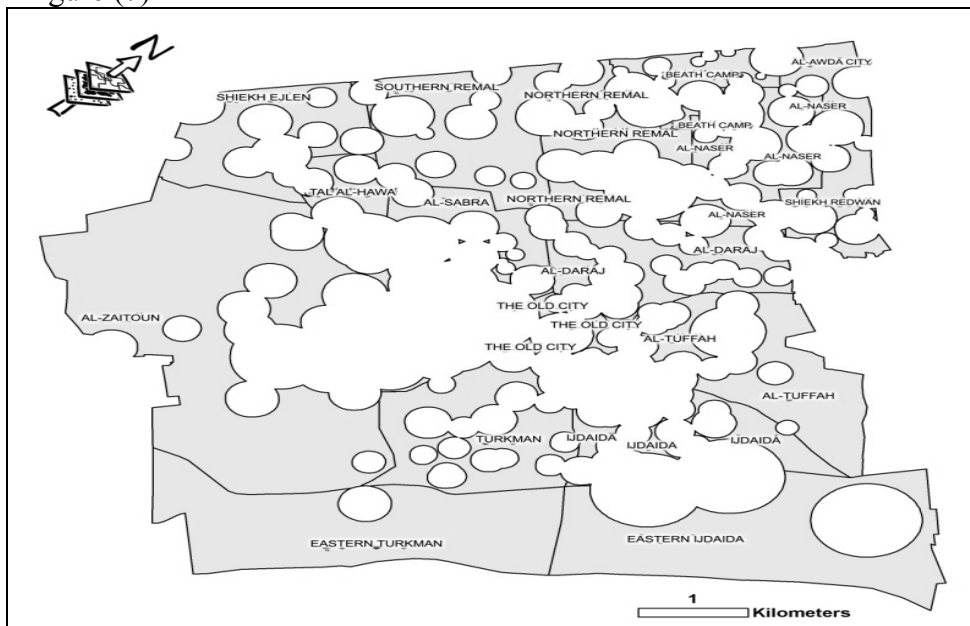 N
AL-AWDA CITY
BEATH CAMP
SOUTHERN REMAL
SHIEKH EJLEN
NORTHERN REMAL
AL-NASER
BEATH CAMP
NORTHERN REMAL
AL-NASER
AL-NASER
TAL AL-HAWA
AL-SABRA
NORTHERN REMAL
SHIEKH REDWAN
AL-NASER
AL-DARAJ
AL-DARAJ
THE OLD CITY
AL-ZAITOUN
THE OLD CITY
AL-TUFFAH
THE OLD CITY
AL-TUFFAH
TURKMAN
IJDAIDA
IJDAIDA
IJDAIDA
EASTERN TURKMAN
EASTERN IJDAIDA
1
Kilometers